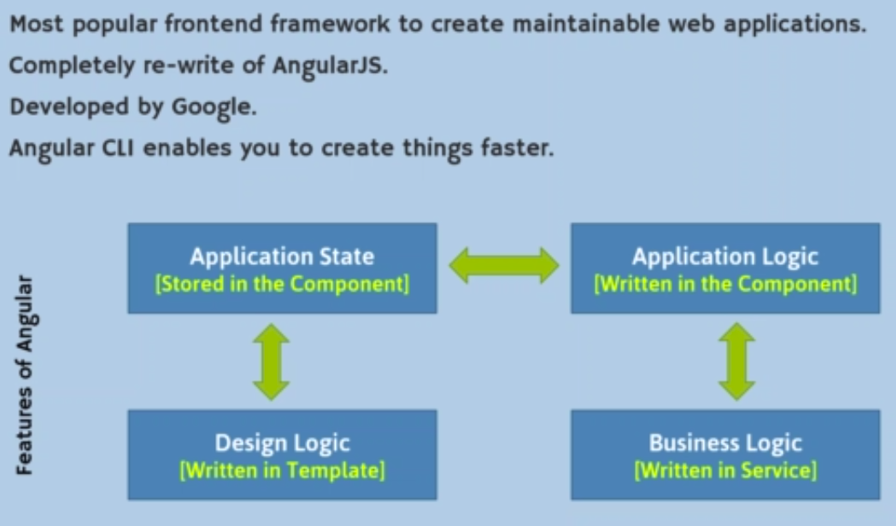 Most popular frontend framework to create maintainable web applications.
Completely re-write of AngularJS.
Developed by Google.
Angular CLI enables you to create things faster.
Features of Angular
Application State
[Stored in the Component]
Application Logic
[Written in the Component]
Design Logic
[Written in Template]
Business Logic
[Written in Service]